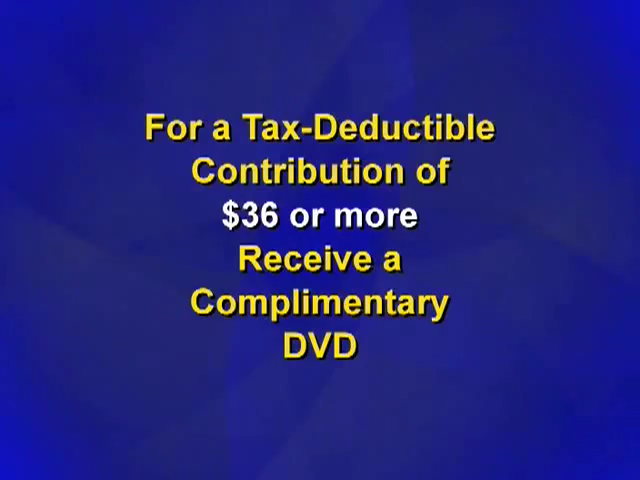 For a Tax-Deductible
Contribution of
$36 or more
Receive a
Complimentary
DVD